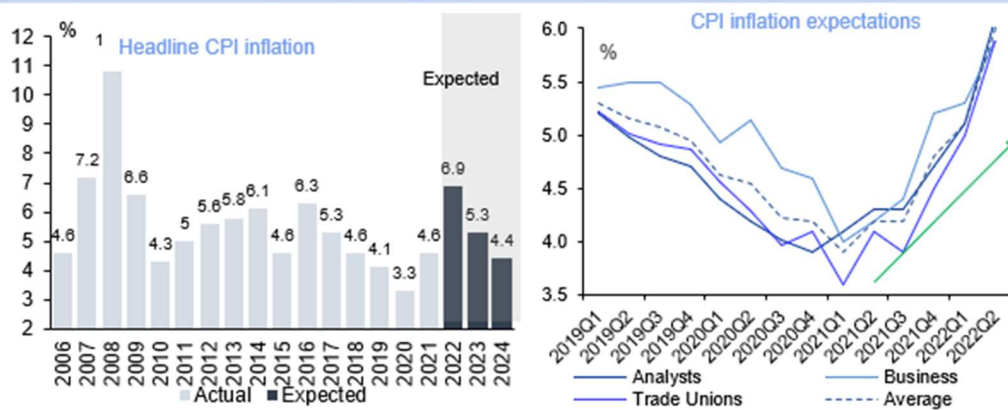 %
1
Headline CPI inflation
Expected
12
11
10
9
8
7
6
5
4
3
2
4.6
7.2
6.6
4.3
5
5.6
5.8
6.1
4.6
6.3
5.3
4.6
4.1
3.3
4.6
6.9
5.3
4.4
2006
2007
2008
2009
2010
2011
2012
2013
2014
2015
2016
2017
2018
2019
2020
2021
2022
2023
2024
Actual
Expected
CPI inflation expectations
%
6.0
5.5
5.0
4.5
4.0
3.5
2019Q1
2019Q2
2019Q3
2019Q4
2020Q1
2020Q2
2020Q3
2020Q4
2021Q1
2021Q2
2021Q3
2021Q4
2022Q1
2022Q2
Analysts
Business
Trade Unions
Average